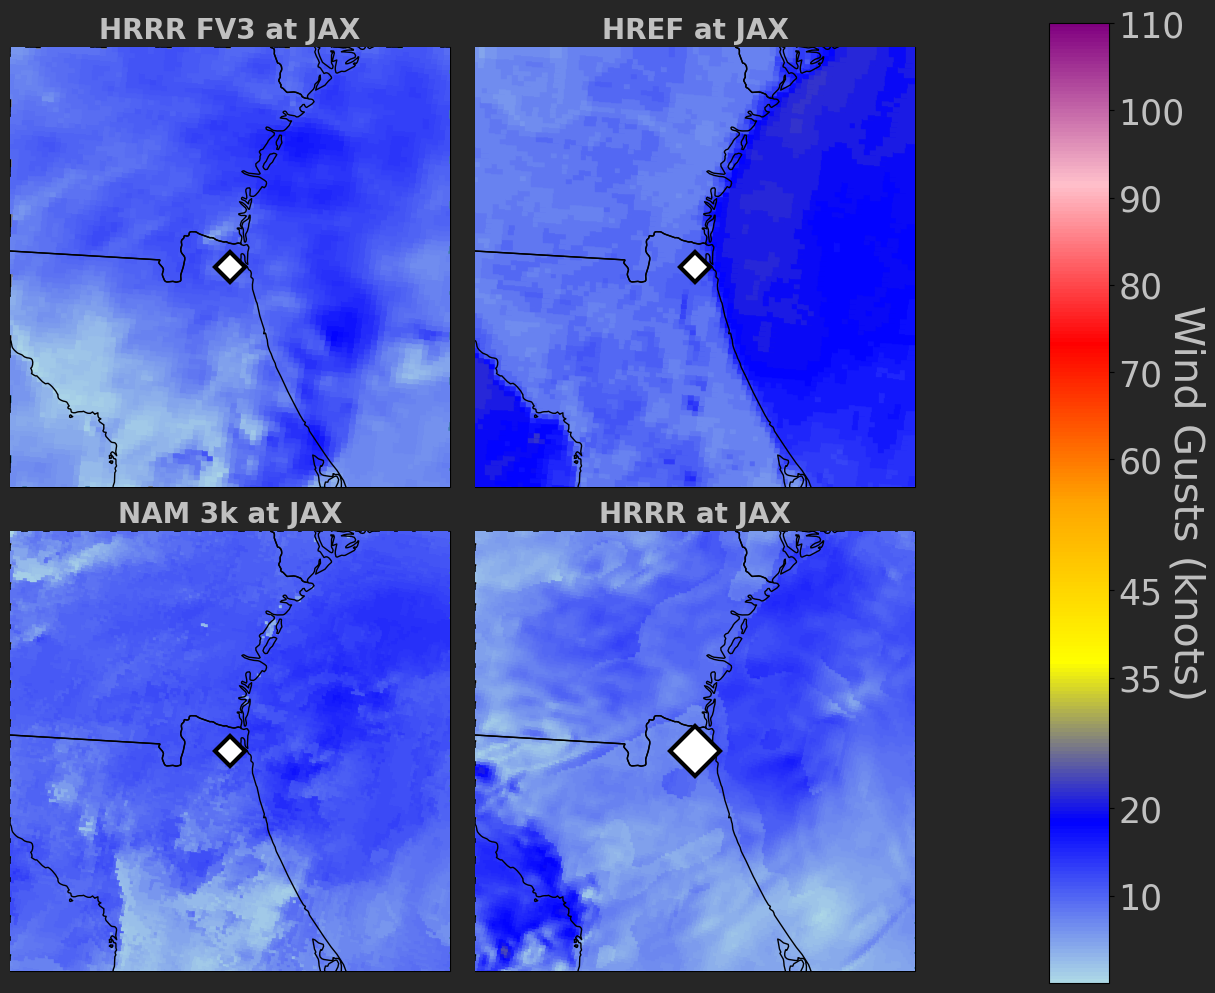 HRRR FV3 at JAX
HREF at JAX
NAM 3k at JAX
HRRR at JAX
110
100
90
80
70
60
45
35
20
10
Wind Gusts (knots)